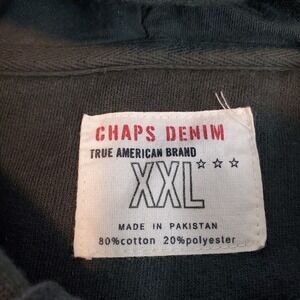 CHAPS DENIM
TRUE AMERICAN BRAND
XXL
MADE IN PAKISTAN
80%cotton 20%polyester